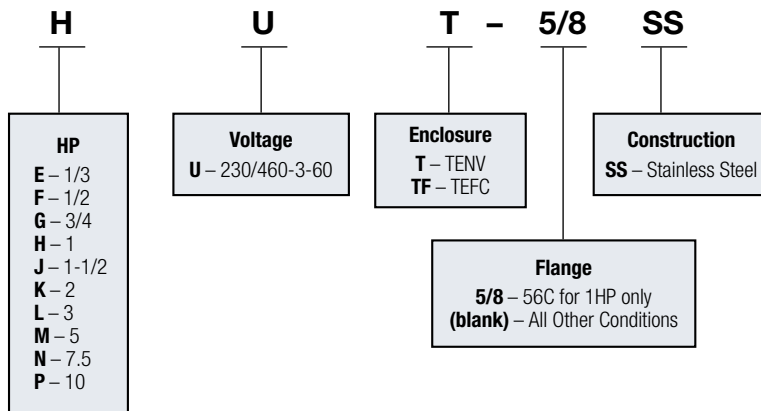 H U T – 5/8 SS
HP
E – 1/3
F – 1/2
G – 3/4
H – 1
J – 1-1/2
K – 2
L – 3
M – 5
N – 7.5
P – 10
Voltage
U – 230/460-3-60
Enclosure
T – TENV
TF – TEFC
Construction
SS – Stainless Steel
Flange
5/8 – 56C for 1HP only
(blank) – All Other Conditions